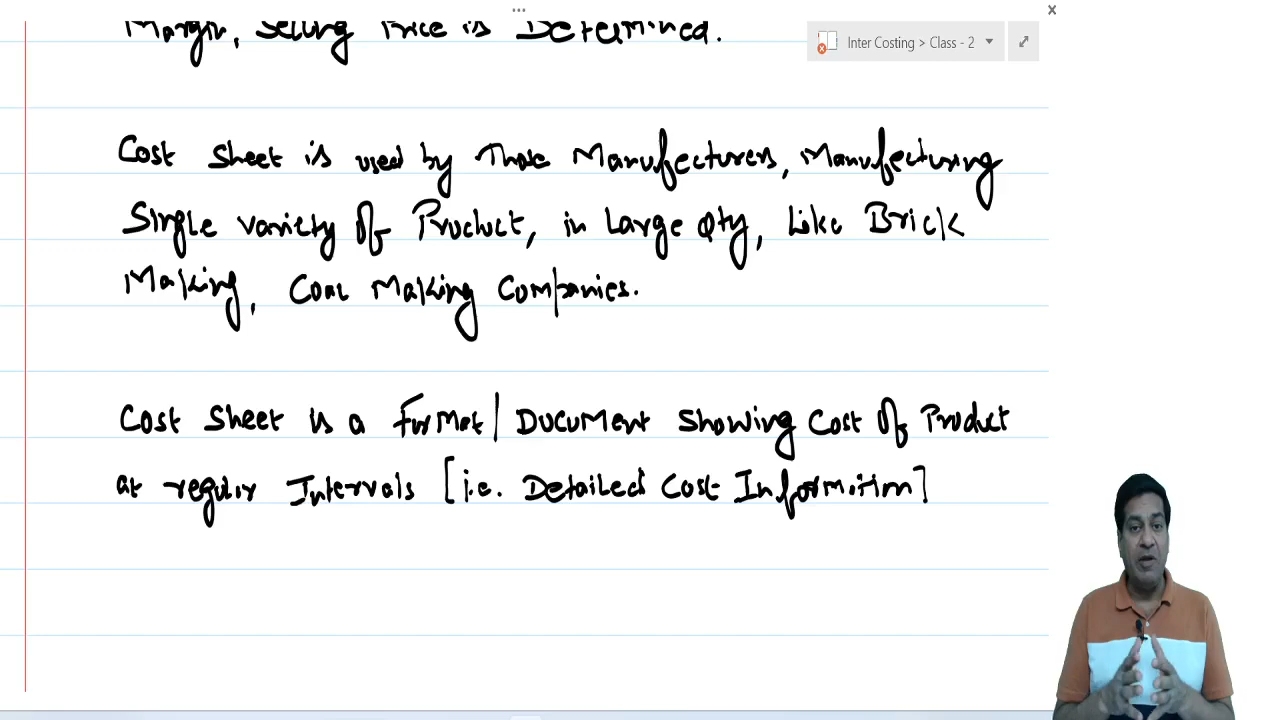 Margin, Selling Price is Determined.
Inter Costing > Class - 2
Cost Sheet is used by Those Manufecturers, Manufecturing
Single variety of Product, in Large Qty, Like Brick
Making, Coal Making Companies.
Cost Sheet is a Format/Document Showing Cost of Product
at regular Intervals [i.e. Detailed Cost Information]